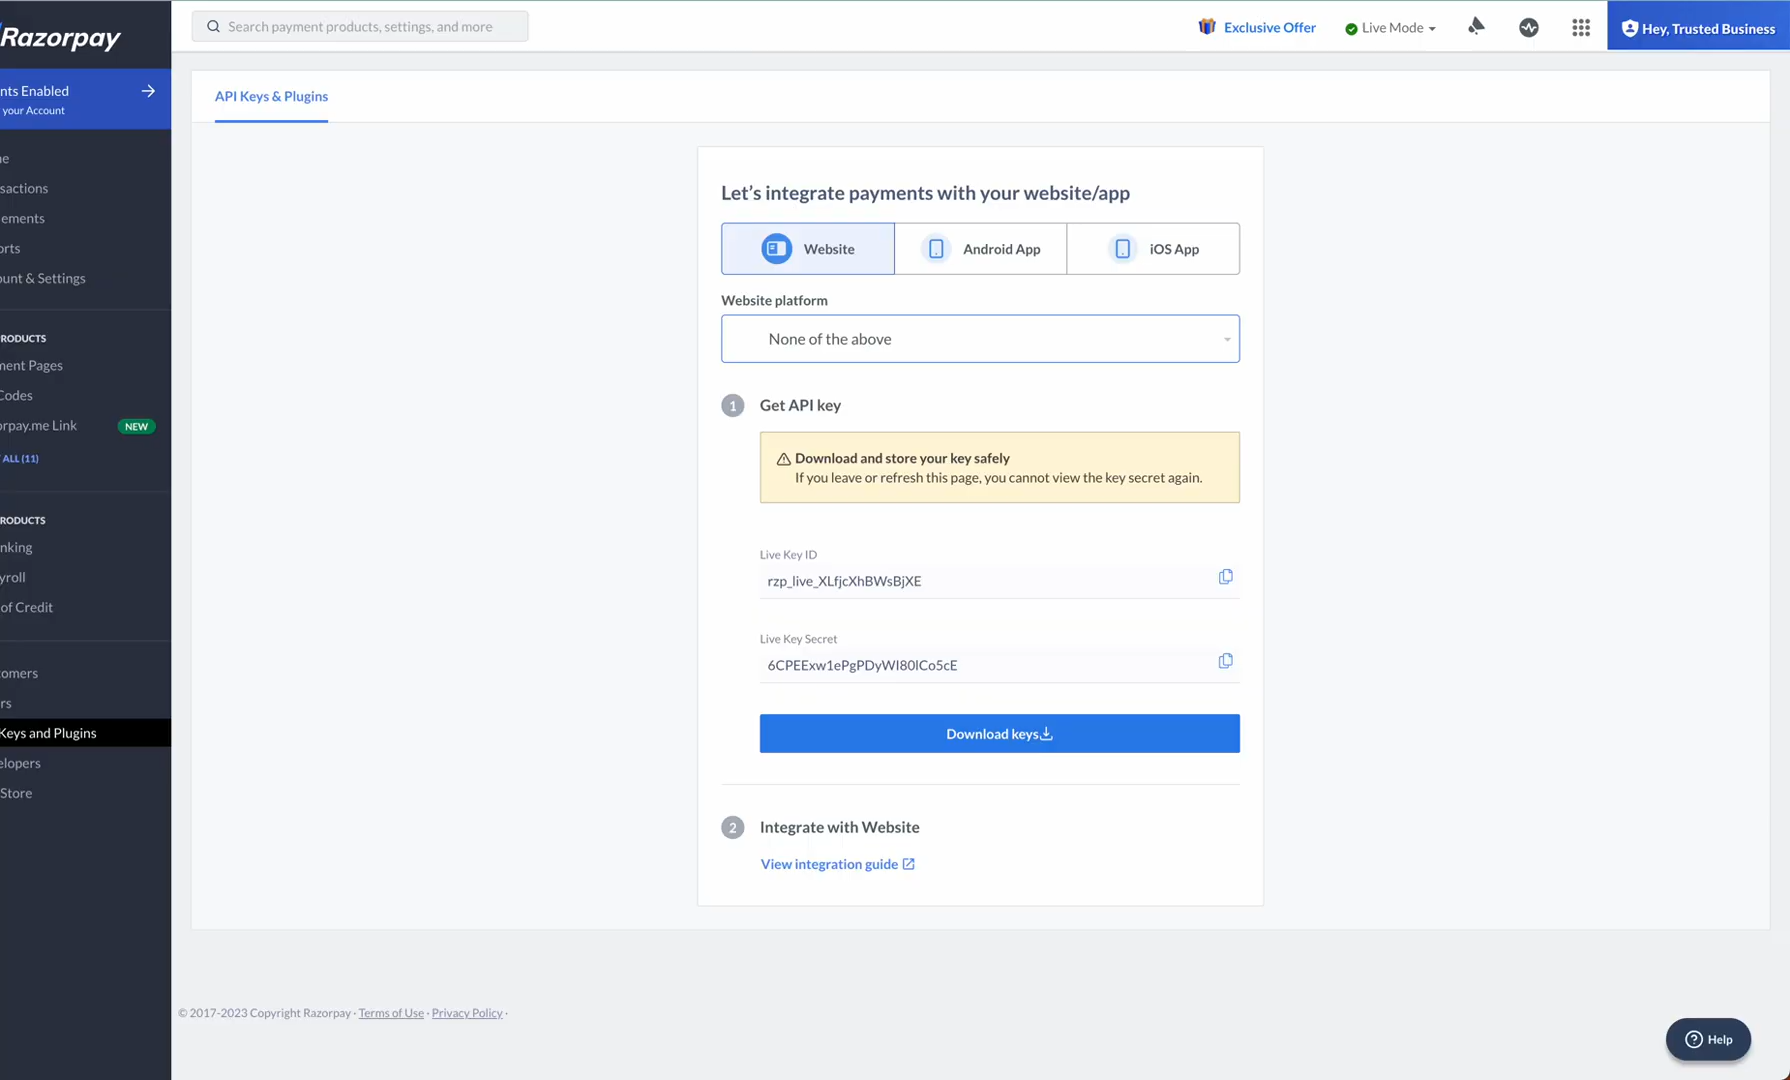 Razorpay
Search payment products, settings, and more
Exclusive Offer
Live Mode
Hey, Trusted Business
nts Enabled
your Account
ne
sactions
ements
orts
unt & Settings
RODUCTS
ment Pages
Codes
orpay.me Link
NEW
ALL (11)
RODUCTS
nking
yroll
of Credit
omers
rs
Keys and Plugins
elopers
Store
API Keys & Plugins
Let's integrate payments with your website/app
Website
Android App
iOS App
Website platform
None of the above
1 Get API key
Download and store your key safely
If you leave or refresh this page, you cannot view the key secret again.
Live Key ID
rzp_live_XLfjcXhBWsBjXE
Live Key Secret
6CPEExw1ePgPDyWI80lCo5cE
Download keys
2 Integrate with Website
View integration guide
© 2017-2023 Copyright Razorpay · Terms of Use · Privacy Policy ·
Help